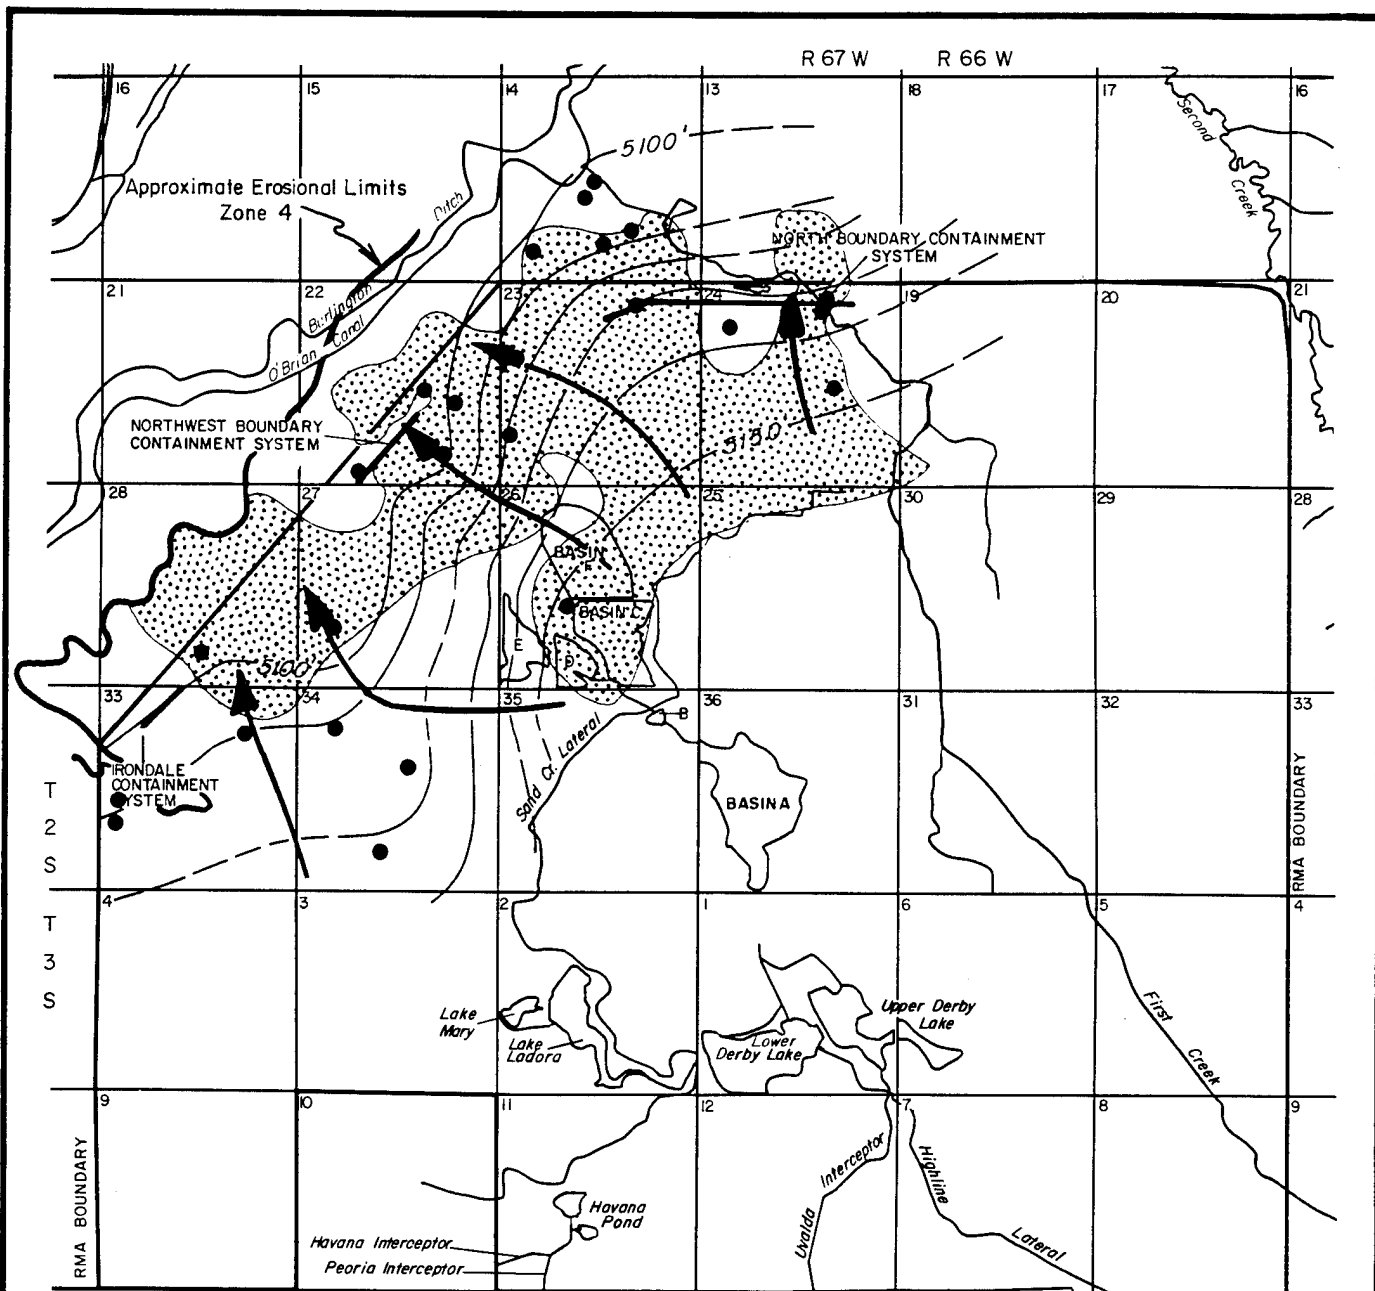 R 67 W R 66 W
16 15 14 13 18 17 16
Second
Creek
5100'
Approximate Erosional Limits
Zone 4
Ditch
NORTH BOUNDARY CONTAINMENT
SYSTEM
21 22 23 24 19 20 21
Burlington
O'Brian Canal
NORTHWEST BOUNDARY
CONTAINMENT SYSTEM
5150'
28 27 26 25 30 29 28
BASIN
F
BASIN C
E
D
5100'
33 34 35 36 31 32 33
B
Sand Cr. Lateral
IRONDALE
CONTAINMENT
SYSTEM
BASIN A
RMA BOUNDARY
T
2
S
4 3 2 1 6 5 4
T
3
S
Lake
Mary
Lake
Ladora
Lower
Derby Lake
Upper Derby
Lake
First
Creek
9 10 11 12 7 8 9
RMA BOUNDARY
Havana
Pond
Havana Interceptor
Peoria Interceptor
Uvalda
Interceptor
Highline
Lateral